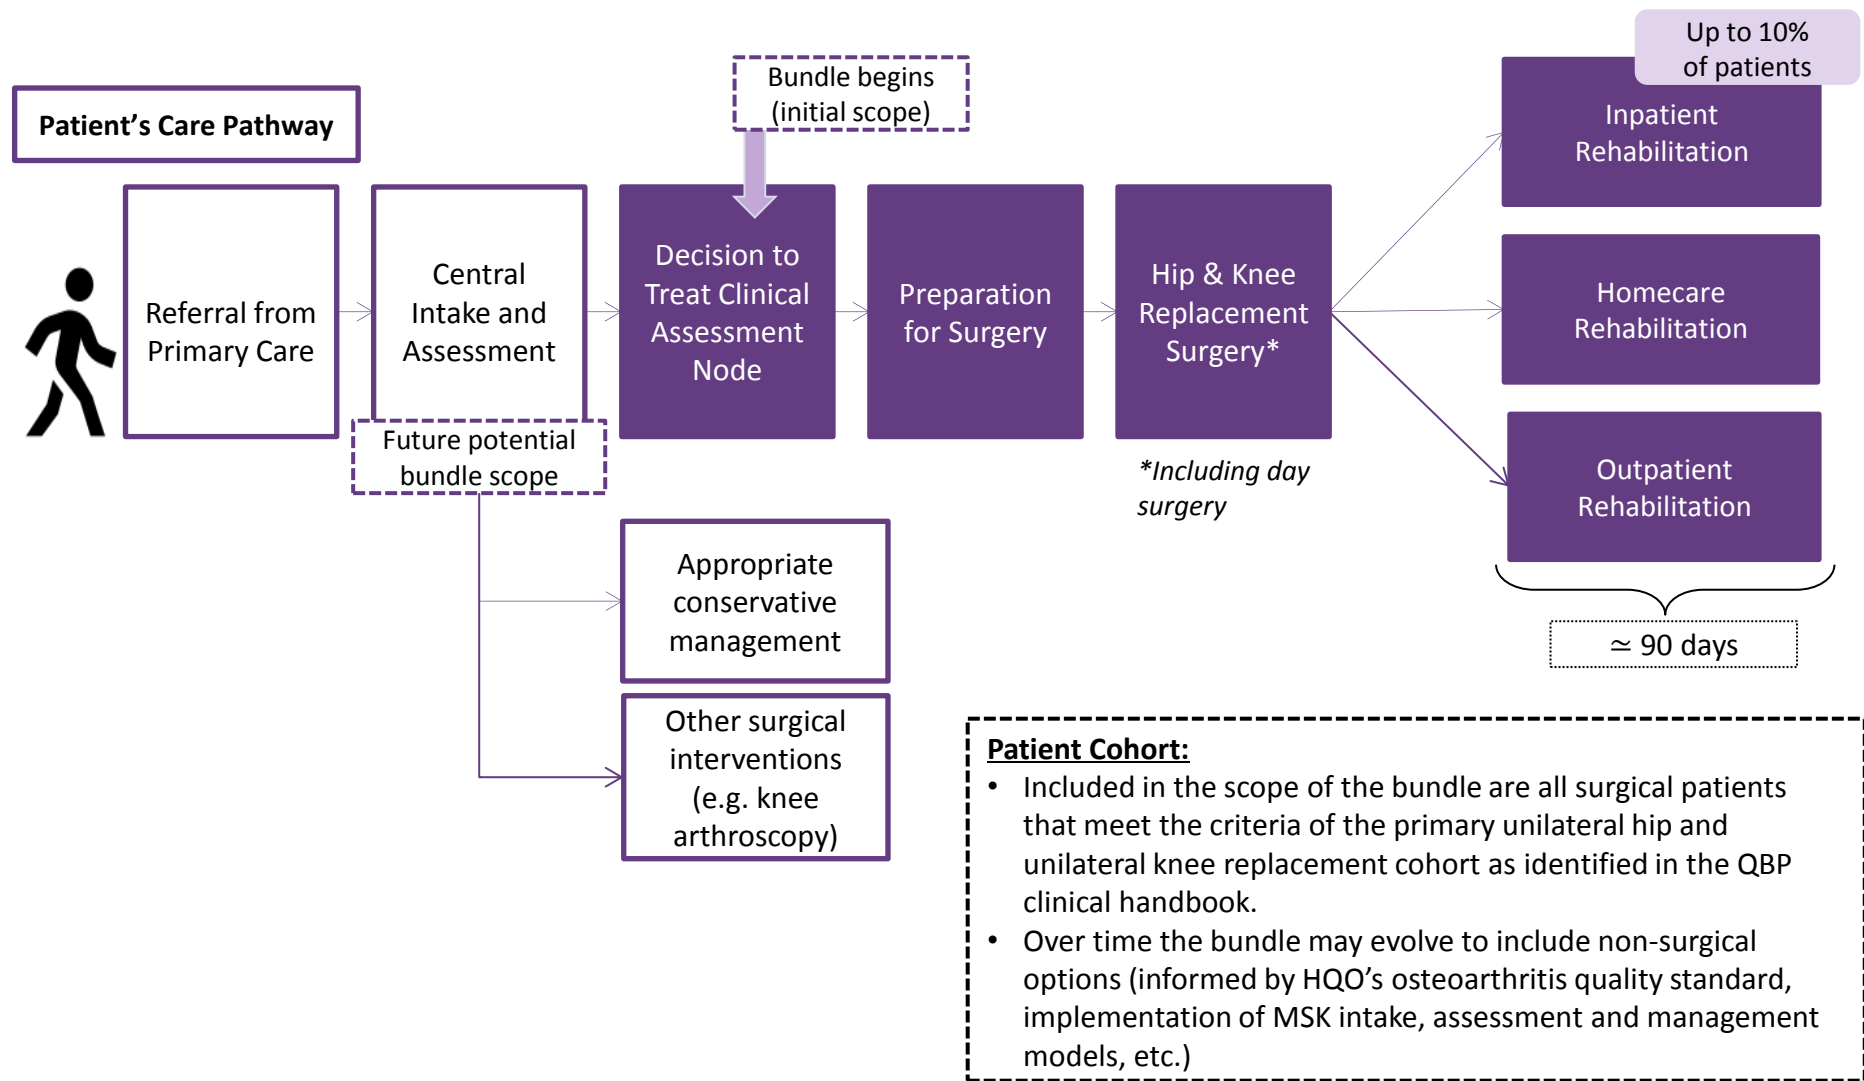 Up to 10%
of patients
Bundle begins
(initial scope)
Patient's Care Pathway
Inpatient
Rehabilitation
Referral from
Primary Care
Central
Intake and
Assessment
Decision to
Treat Clinical
Assessment
Node
Preparation
for Surgery
Hip & Knee
Replacement
Surgery*
Homecare
Rehabilitation
Future potential
bundle scope
*Including day
surgery
Outpatient
Rehabilitation
Appropriate
conservative
management
≃ 90 days
Other surgical
interventions
(e.g. knee
arthroscopy)
Patient Cohort:
• Included in the scope of the bundle are all surgical patients
that meet the criteria of the primary unilateral hip and
unilateral knee replacement cohort as identified in the QBP
clinical handbook.
• Over time the bundle may evolve to include non-surgical
options (informed by HQO's osteoarthritis quality standard,
implementation of MSK intake, assessment and management
models, etc.)